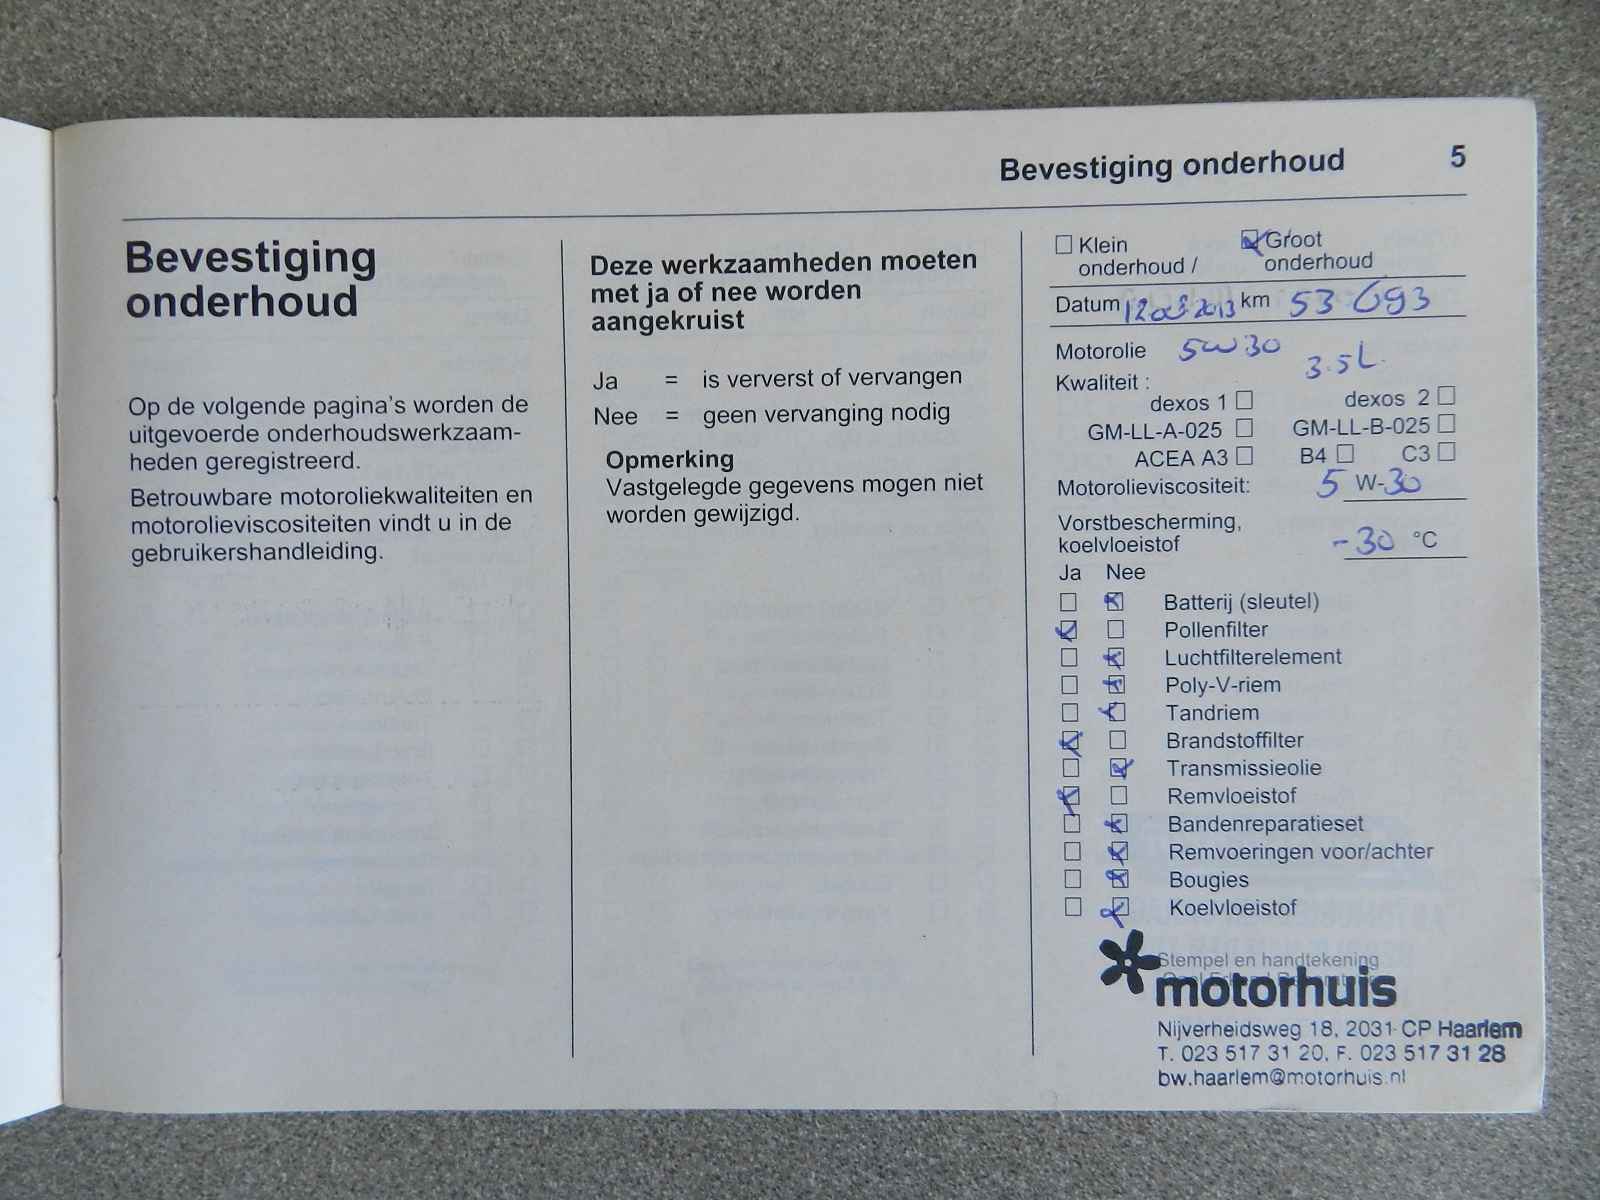 Bevestiging onderhoud 5
Bevestiging
onderhoud
Op de volgende pagina's worden de
uitgevoerde onderhoudswerkzaam-
heden geregistreerd.
Betrouwbare motoroliekwaliteiten en
motorolieviscositeiten vindt u in de
gebruikershandleiding.
Deze werkzaamheden moeten
met ja of nee worden
aangekruist
Ja = is ververst of vervangen
Nee = geen vervanging nodig
Opmerking
Vastgelegde gegevens mogen niet
worden gewijzigd.
Klein Groot
onderhoud / onderhoud
Datum 2013 km 53.693
Motorolie 5W30 3.5L
Kwaliteit :
dexos 1 dexos 2
GM-LL-A-025 GM-LL-B-025
ACEA A3 B4 C3
Motorolieviscositeit: 5 W-30
Vorstbescherming,
koelvloeistof -30 °C
Ja Nee
Batterij (sleutel)
Pollenfilter
Luchtfilterelement
Poly-V-riem
Tandriem
Brandstoffilter
Transmissieolie
Remvloeistof
Bandenreparatieset
Remvoeringen voor/achter
Bougies
Koelvloeistof
Stempel en handtekening
motorhuis
Nijverheidsweg 18, 2031 CP Haarlem
T. 023 517 31 20, F. 023 517 31 28
bw.haarlem@motorhuis.nl